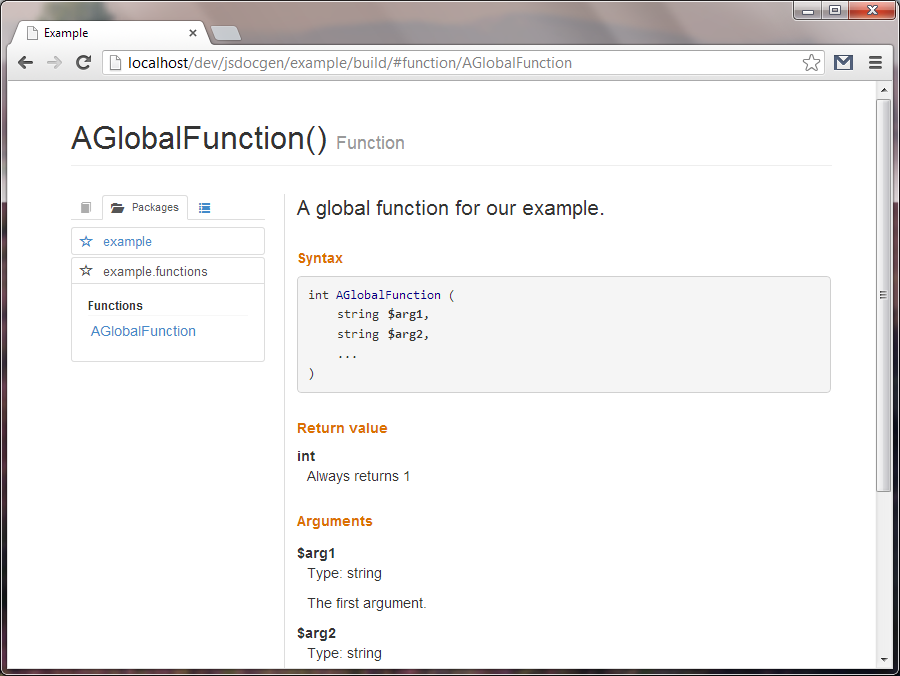 Example
localhost/dev/jsdocgen/example/build/#function/AGlobalFunction
AGlobalFunction() Function
Packages
example
example.functions
Functions
AGlobalFunction
A global function for our example.
Syntax
int AGlobalFunction (
string $arg1,
string $arg2,
...
)
Return value
int
Always returns 1
Arguments
$arg1
Type: string
The first argument.
$arg2
Type: string